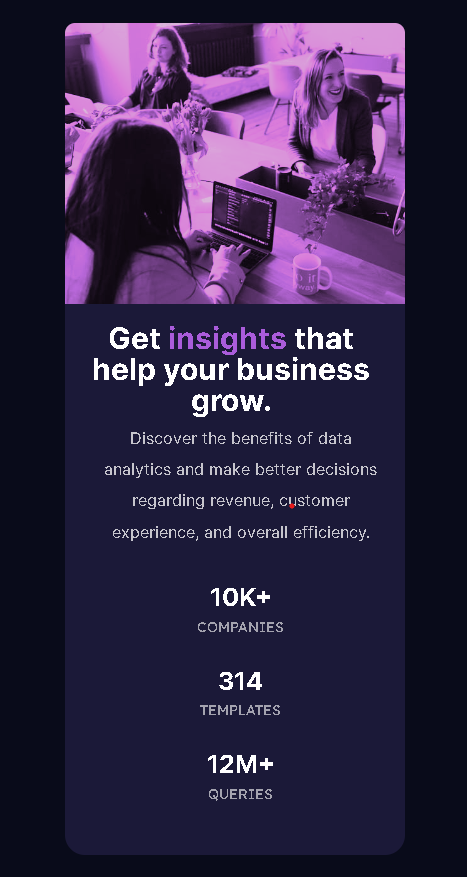 Get insights that
help your business
grow.
Discover the benefits of data
analytics and make better decisions
regarding revenue, customer
experience, and overall efficiency.
10K+
COMPANIES
314
TEMPLATES
12M+
QUERIES